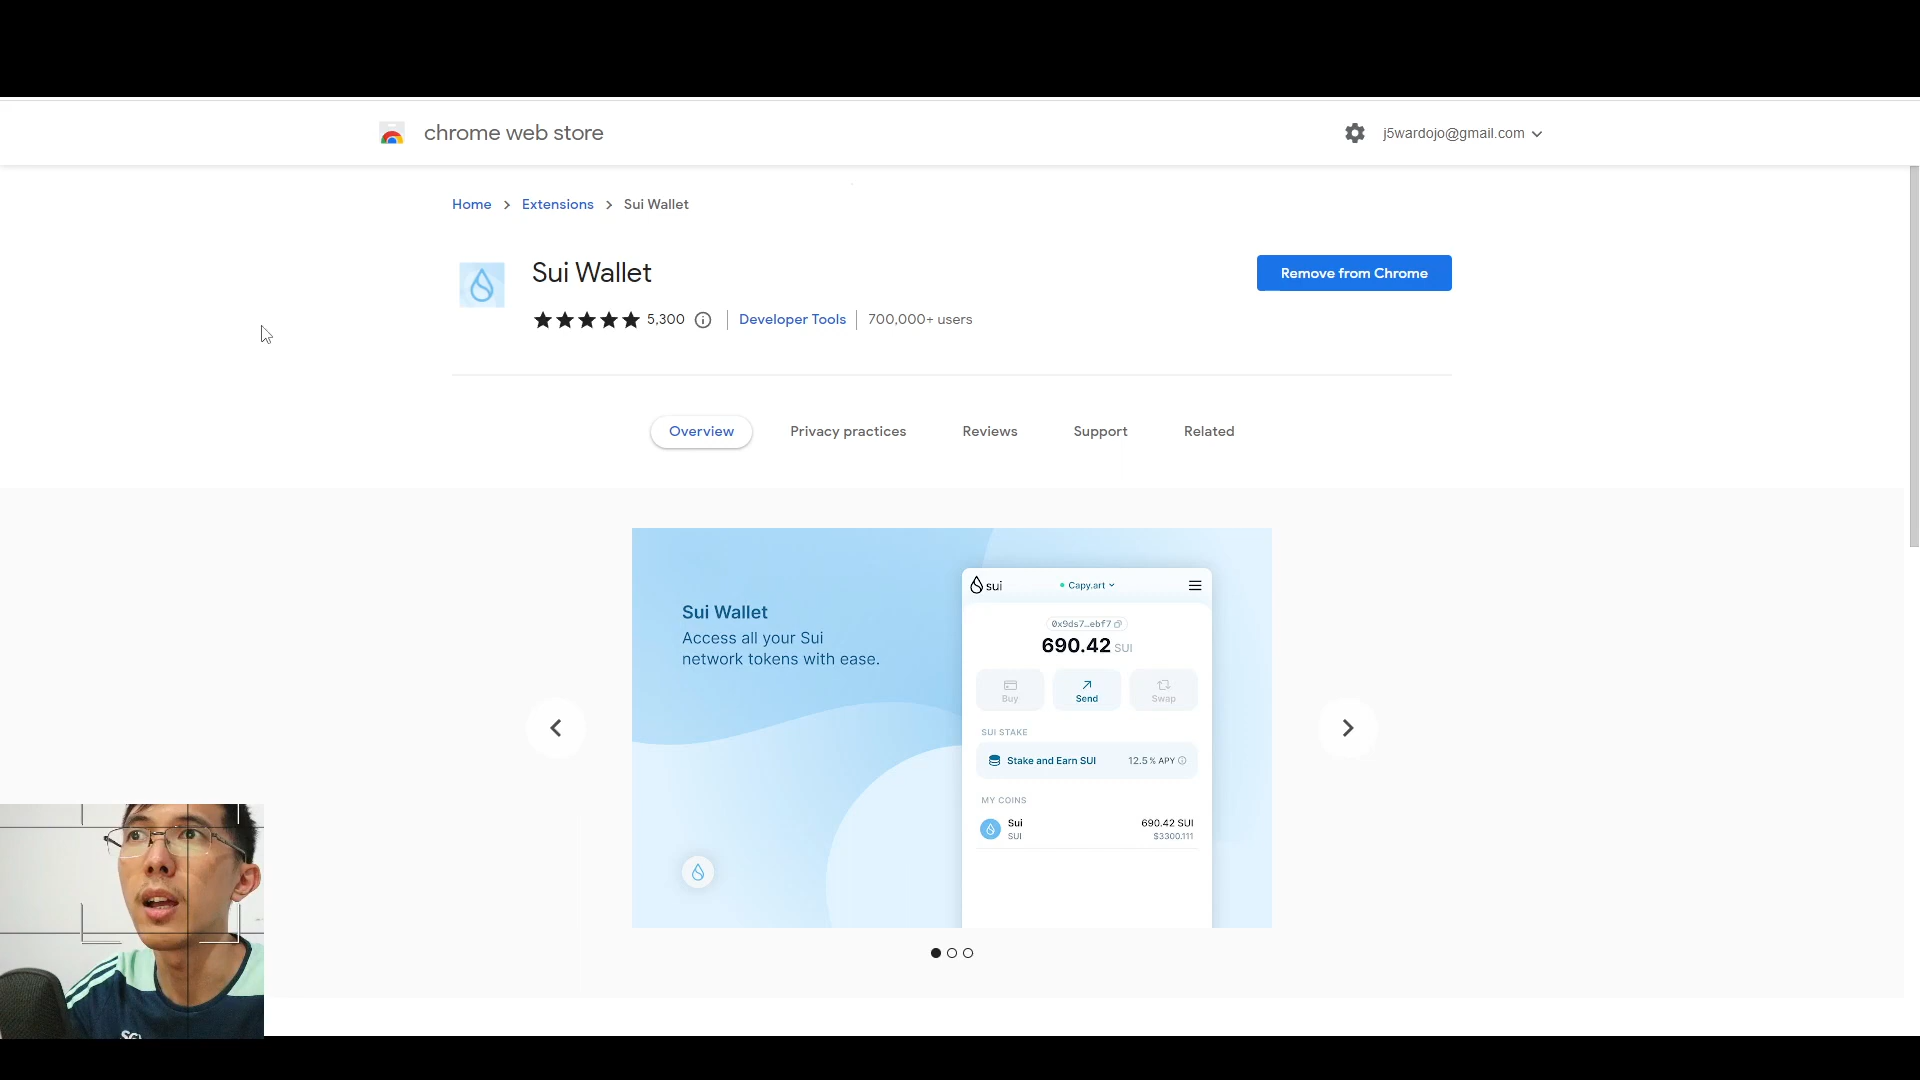 chrome web store
j5wardojo@gmail.com
Home > Extensions > Sui Wallet
Sui Wallet
Remove from Chrome
5,300
Developer Tools
700,000+ users
Overview
Privacy practices
Reviews
Support
Related
Sui Wallet
Access all your Sui
network tokens with ease.
sui
Capy.art
0x9ds7…ebf7
690.42 SUI
Buy
Send
Swap
SUI STAKE
Stake and Earn SUI
12.5 % APY
MY COINS
Sui
690.42 SUI
SUI
$3300.111